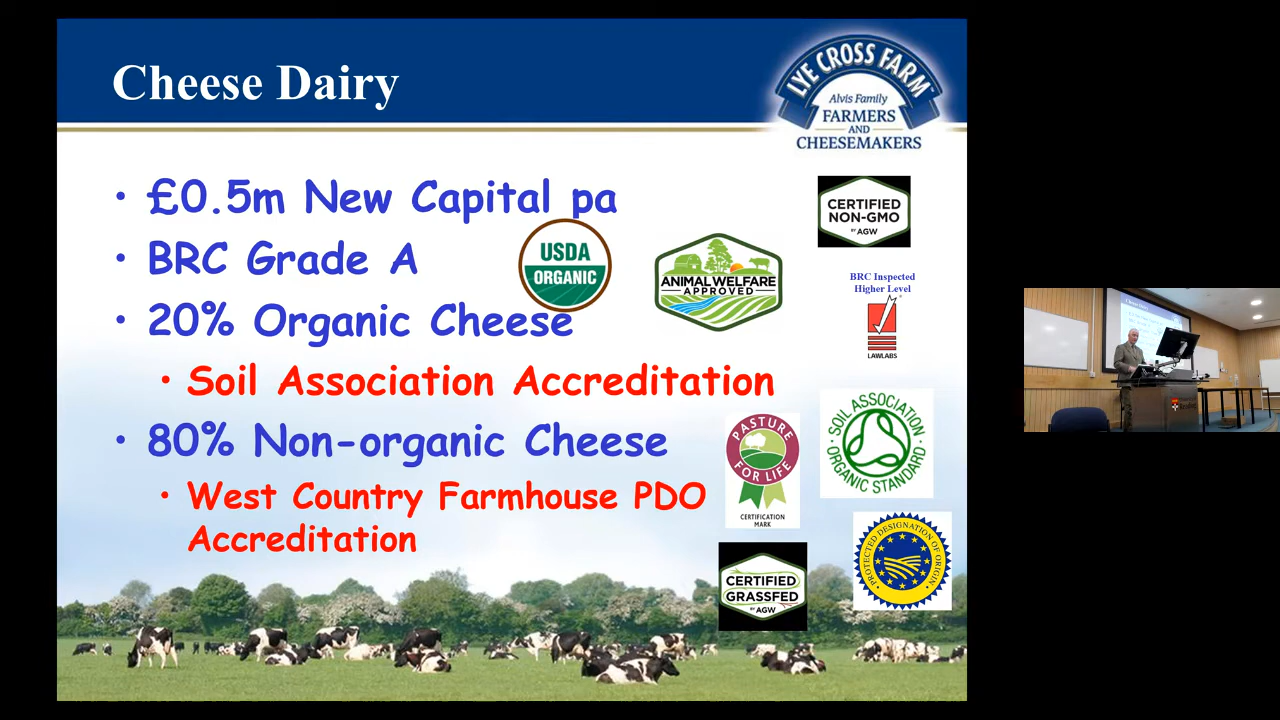 Cheese Dairy
LYE CROSS FARM
Alvis Family
FARMERS
AND
CHEESEMAKERS
• £0.5m New Capital pa
• BRC Grade A
• 20% Organic Cheese
• Soil Association Accreditation
• 80% Non-organic Cheese
• West Country Farmhouse PDO
Accreditation
USDA
ORGANIC
ANIMAL WELFARE
APPROVED
CERTIFIED
NON-GMO
BY AGW
BRC Inspected
Higher Level
LAWLABS
PASTURE
FOR LIFE
CERTIFICATION
MARK
SOIL ASSOCIATION
ORGANIC STANDARD
CERTIFIED
GRASSFED
BY AGW
PROTECTED DESIGNATION OF ORIGIN